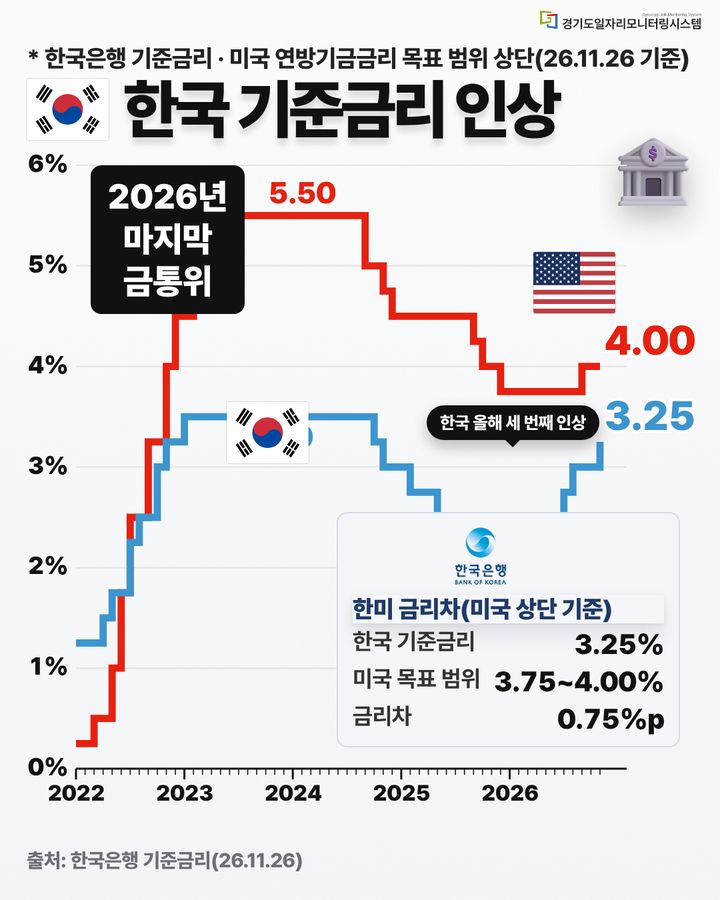 경기도일자리모니터링시스템
* 한국은행 기준금리 · 미국 연방기금금리 목표 범위 상단(26.11.26 기준)
한국 기준금리 인상
6%
2026년
마지막
금통위
5.50
5%
4.00
4%
한국 올해 세 번째 인상
3.25
3%
한국은행
BANK OF KOREA
2%
한미 금리차(미국 상단 기준)
한국 기준금리 3.25%
미국 목표 범위 3.75~4.00%
금리차 0.75%p
1%
0%
2022 2023 2024 2025 2026
출처: 한국은행 기준금리(26.11.26)